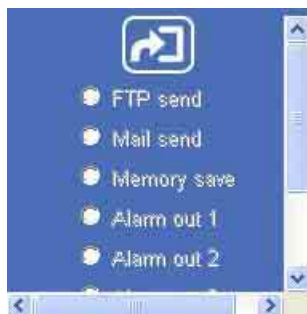 FTP send
Mail send
Memory save
Alarm out 1
Alarm out 2